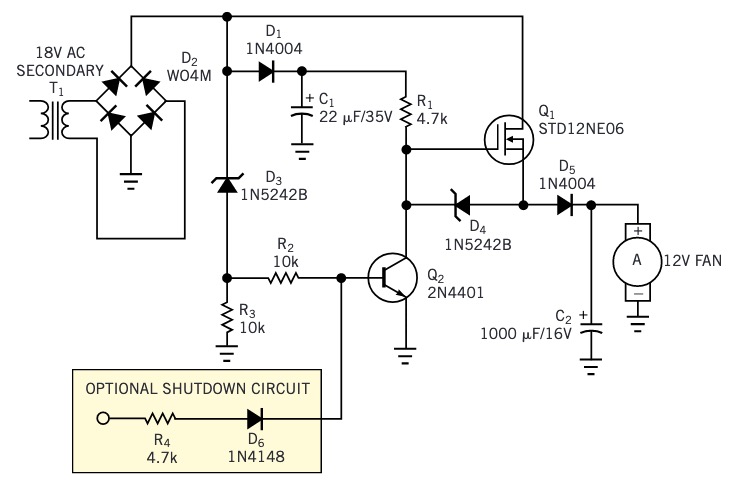 18V AC
SECONDARY
T1
D2
WO4M
D1
1N4004
+
C1
22 µF/35V
R1
4.7k
Q1
STD12NE06
D5
1N4004
D3
1N5242B
D4
1N5242B
R2
10k
Q2
2N4401
+
A
12V FAN
–
R3
10k
C2 +
1000 µF/16V
OPTIONAL SHUTDOWN CIRCUIT
R4
4.7k
D6
1N4148